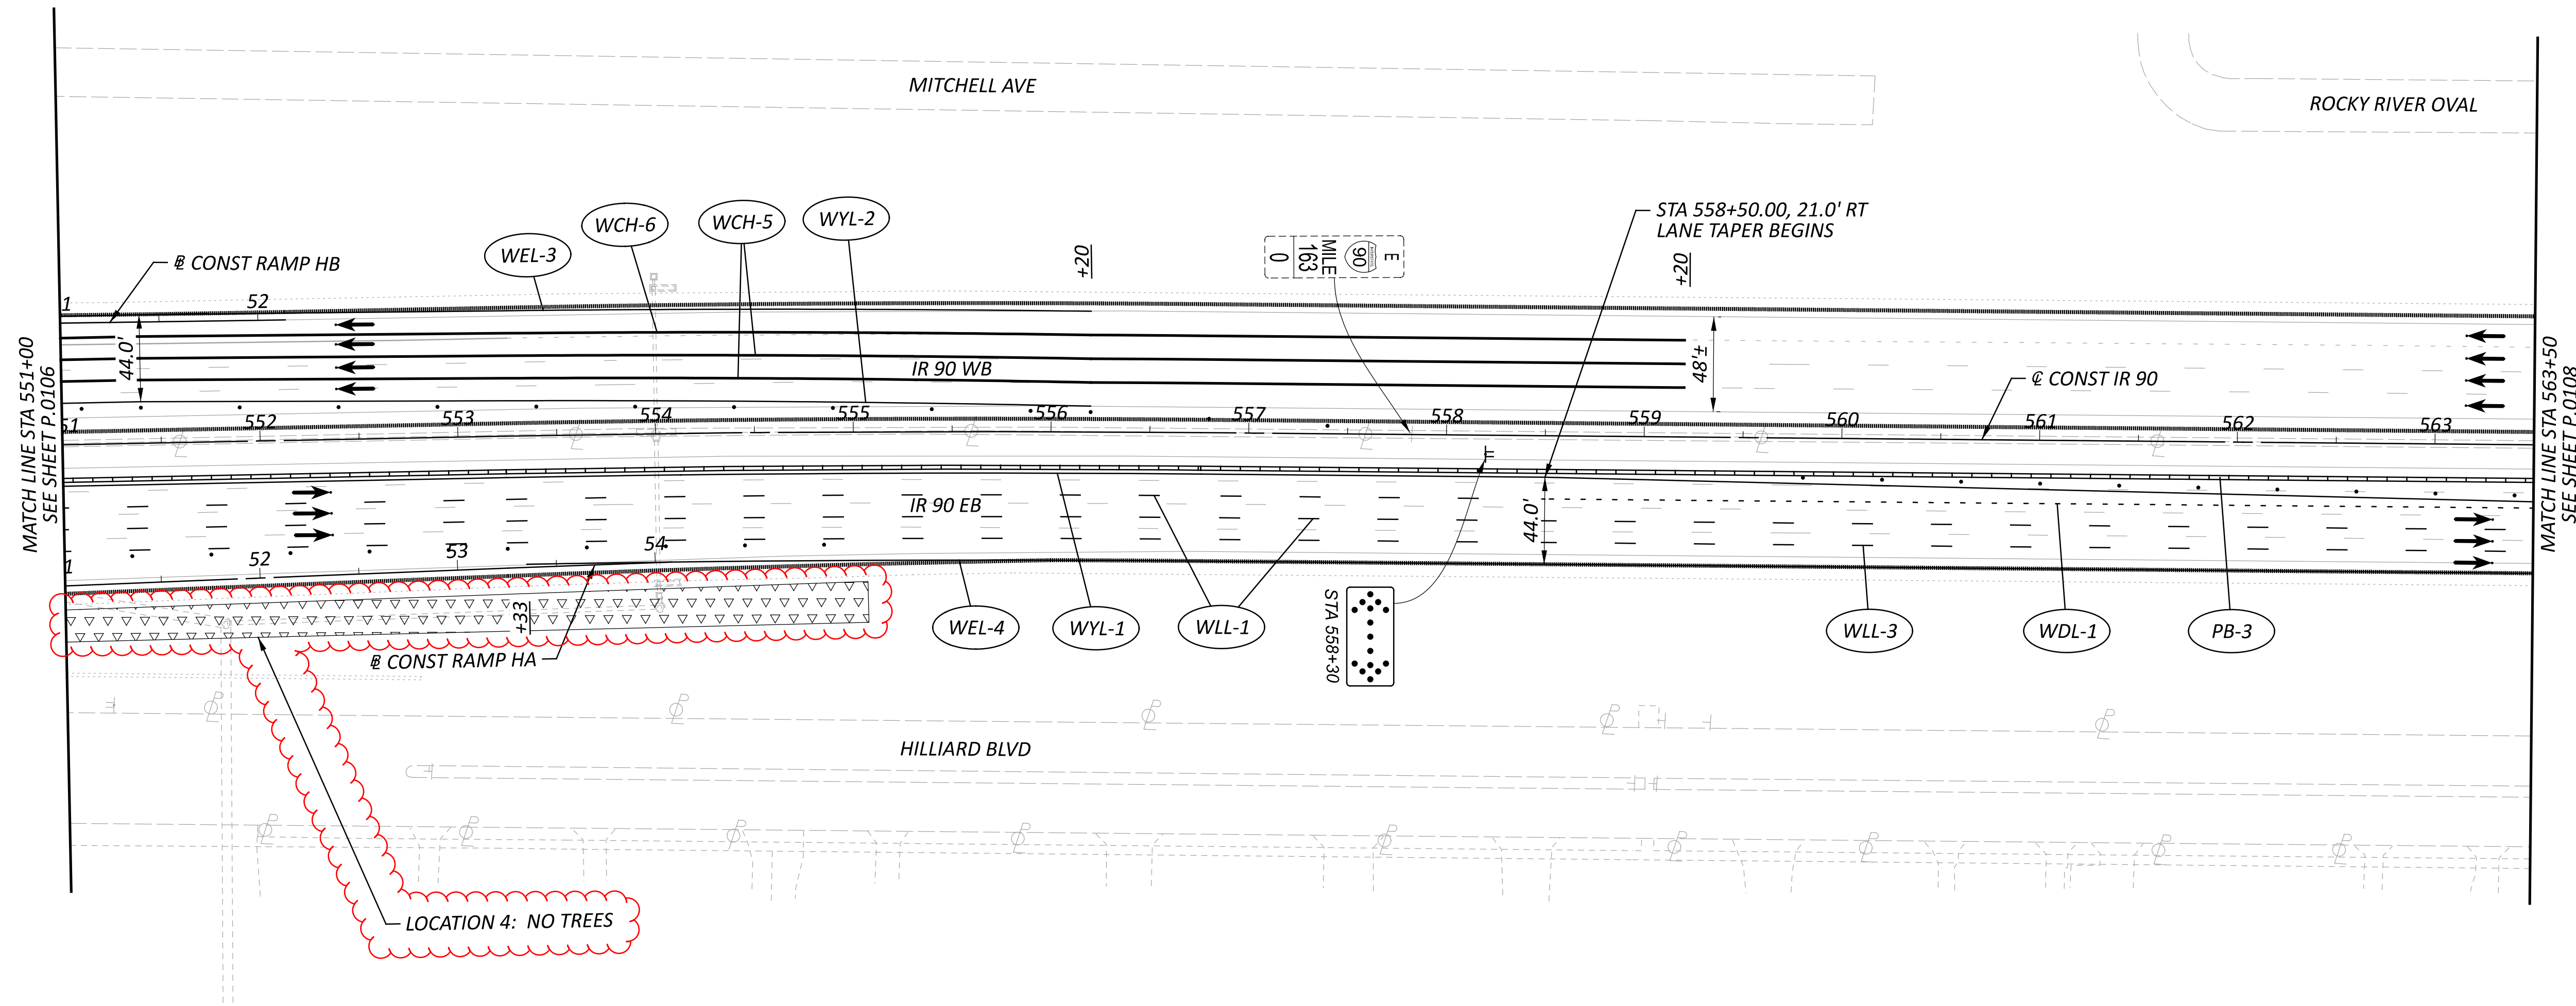 MITCHELL AVE
ROCKY RIVER OVAL
STA 558+50.00, 21.0' RT
LANE TAPER BEGINS
WCH-6
WCH-5
WYL-2
WEL-3
+20
E
90
MILE
163
0
+20
℄ CONST RAMP HB
1
52
44.0'
IR 90 WB
48'±
℄ CONST IR 90
MATCH LINE STA 551+00
SEE SHEET P.0106
MATCH LINE STA 563+50
SEE SHEET P.0108
51
552
553
554
555
556
557
558
559
560
561
562
563
IR 90 EB
44.0'
1
52
53
54
+33
℄ CONST RAMP HA
WEL-4
WYL-1
WLL-1
STA 558+30
WLL-3
WDL-1
PB-3
HILLIARD BLVD
LOCATION 4: NO TREES